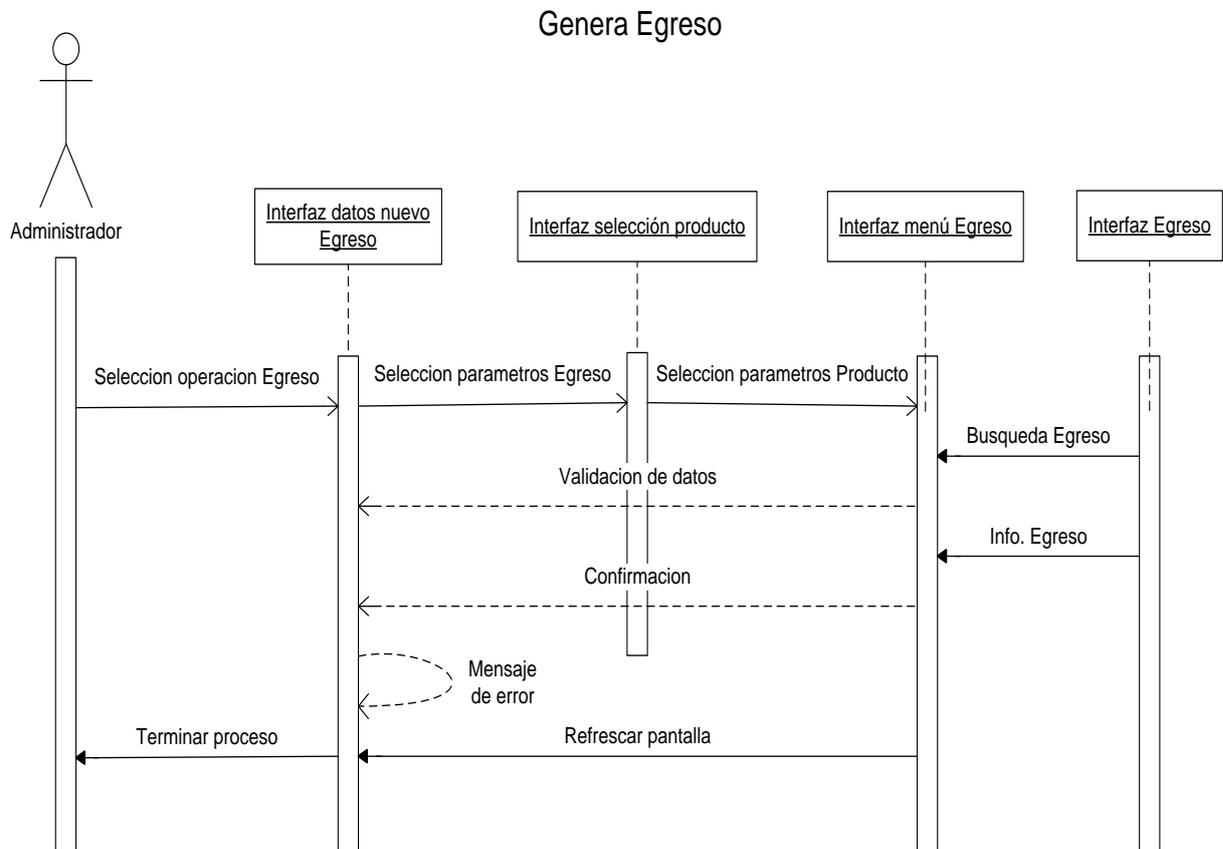 Genera Egreso
Administrador
Interfaz datos nuevo
Egreso
Interfaz selección producto
Interfaz menú Egreso
Interfaz Egreso
Seleccion operacion Egreso
Seleccion parametros Egreso
Seleccion parametros Producto
Busqueda Egreso
Validacion de datos
Info. Egreso
Confirmacion
Mensaje
de error
Terminar proceso
Refrescar pantalla